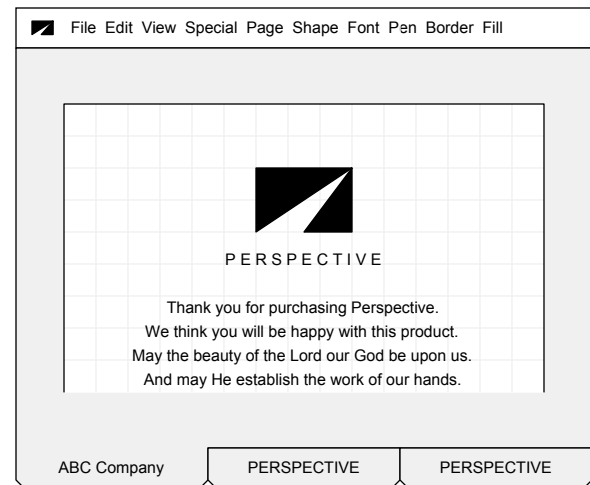 File Edit View Special Page Shape Font Pen Border Fill
PERSPECTIVE
Thank you for purchasing Perspective.
We think you will be happy with this product.
May the beauty of the Lord our God be upon us.
And may He establish the work of our hands.
ABC Company PERSPECTIVE PERSPECTIVE